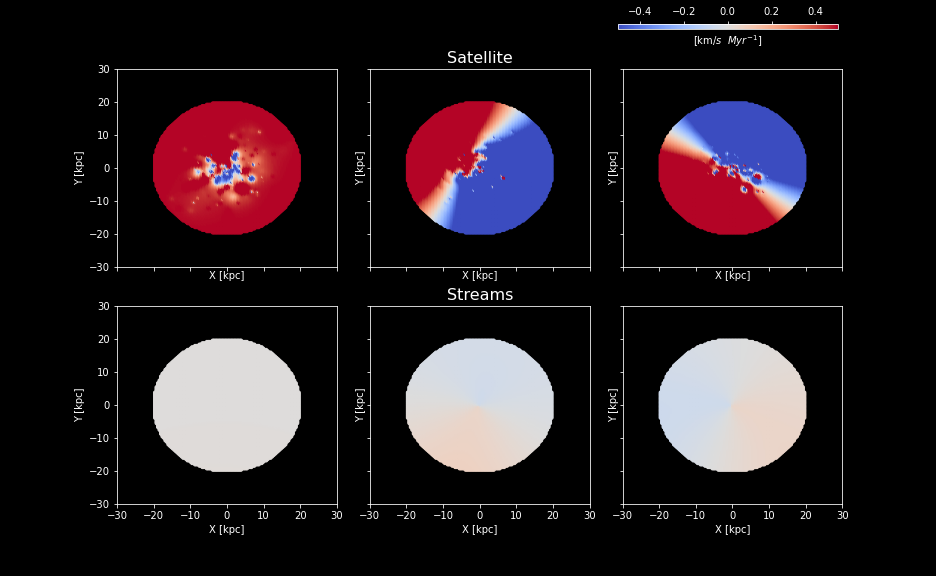 −0.4 −0.2 0.0 0.2 0.4
[km/s Myr⁻¹]
Satellite
30
20
10
0
−10
−20
−30
Y [kpc]
Y [kpc]
Y [kpc]
X [kpc] X [kpc] X [kpc]
Streams
30
20
10
0
−10
−20
−30
Y [kpc]
Y [kpc]
Y [kpc]
−30 −20 −10 0 10 20 30 −30 −20 −10 0 10 20 30 −30 −20 −10 0 10 20 30
X [kpc] X [kpc] X [kpc]